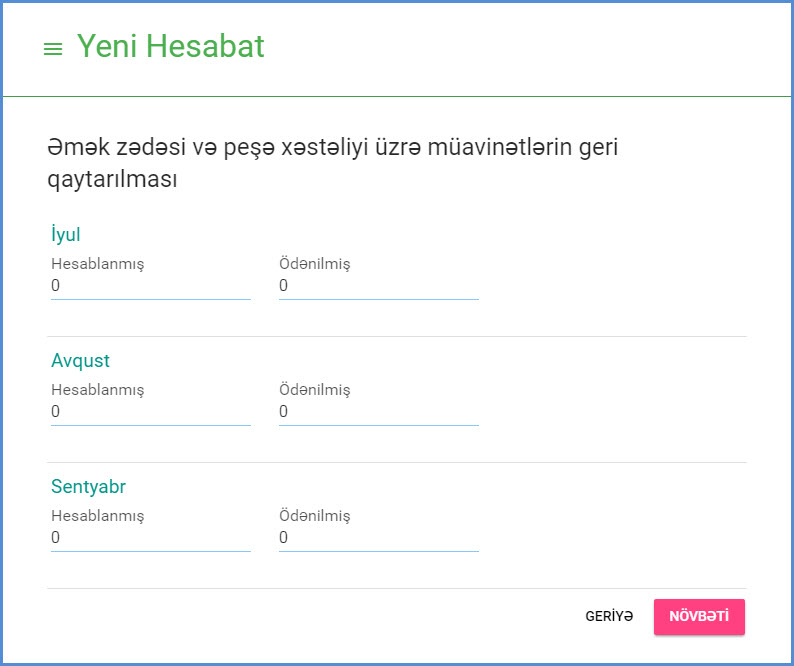 Yeni Hesabat
Əmək zədəsi və peşə xəstəliyi üzrə müavinətlərin geri
qaytarılması
İyul
Hesablanmış Ödənilmiş
0 0
Avqust
Hesablanmış Ödənilmiş
0 0
Sentyabr
Hesablanmış Ödənilmiş
0 0
GERİYƏ NÖVBƏTİ